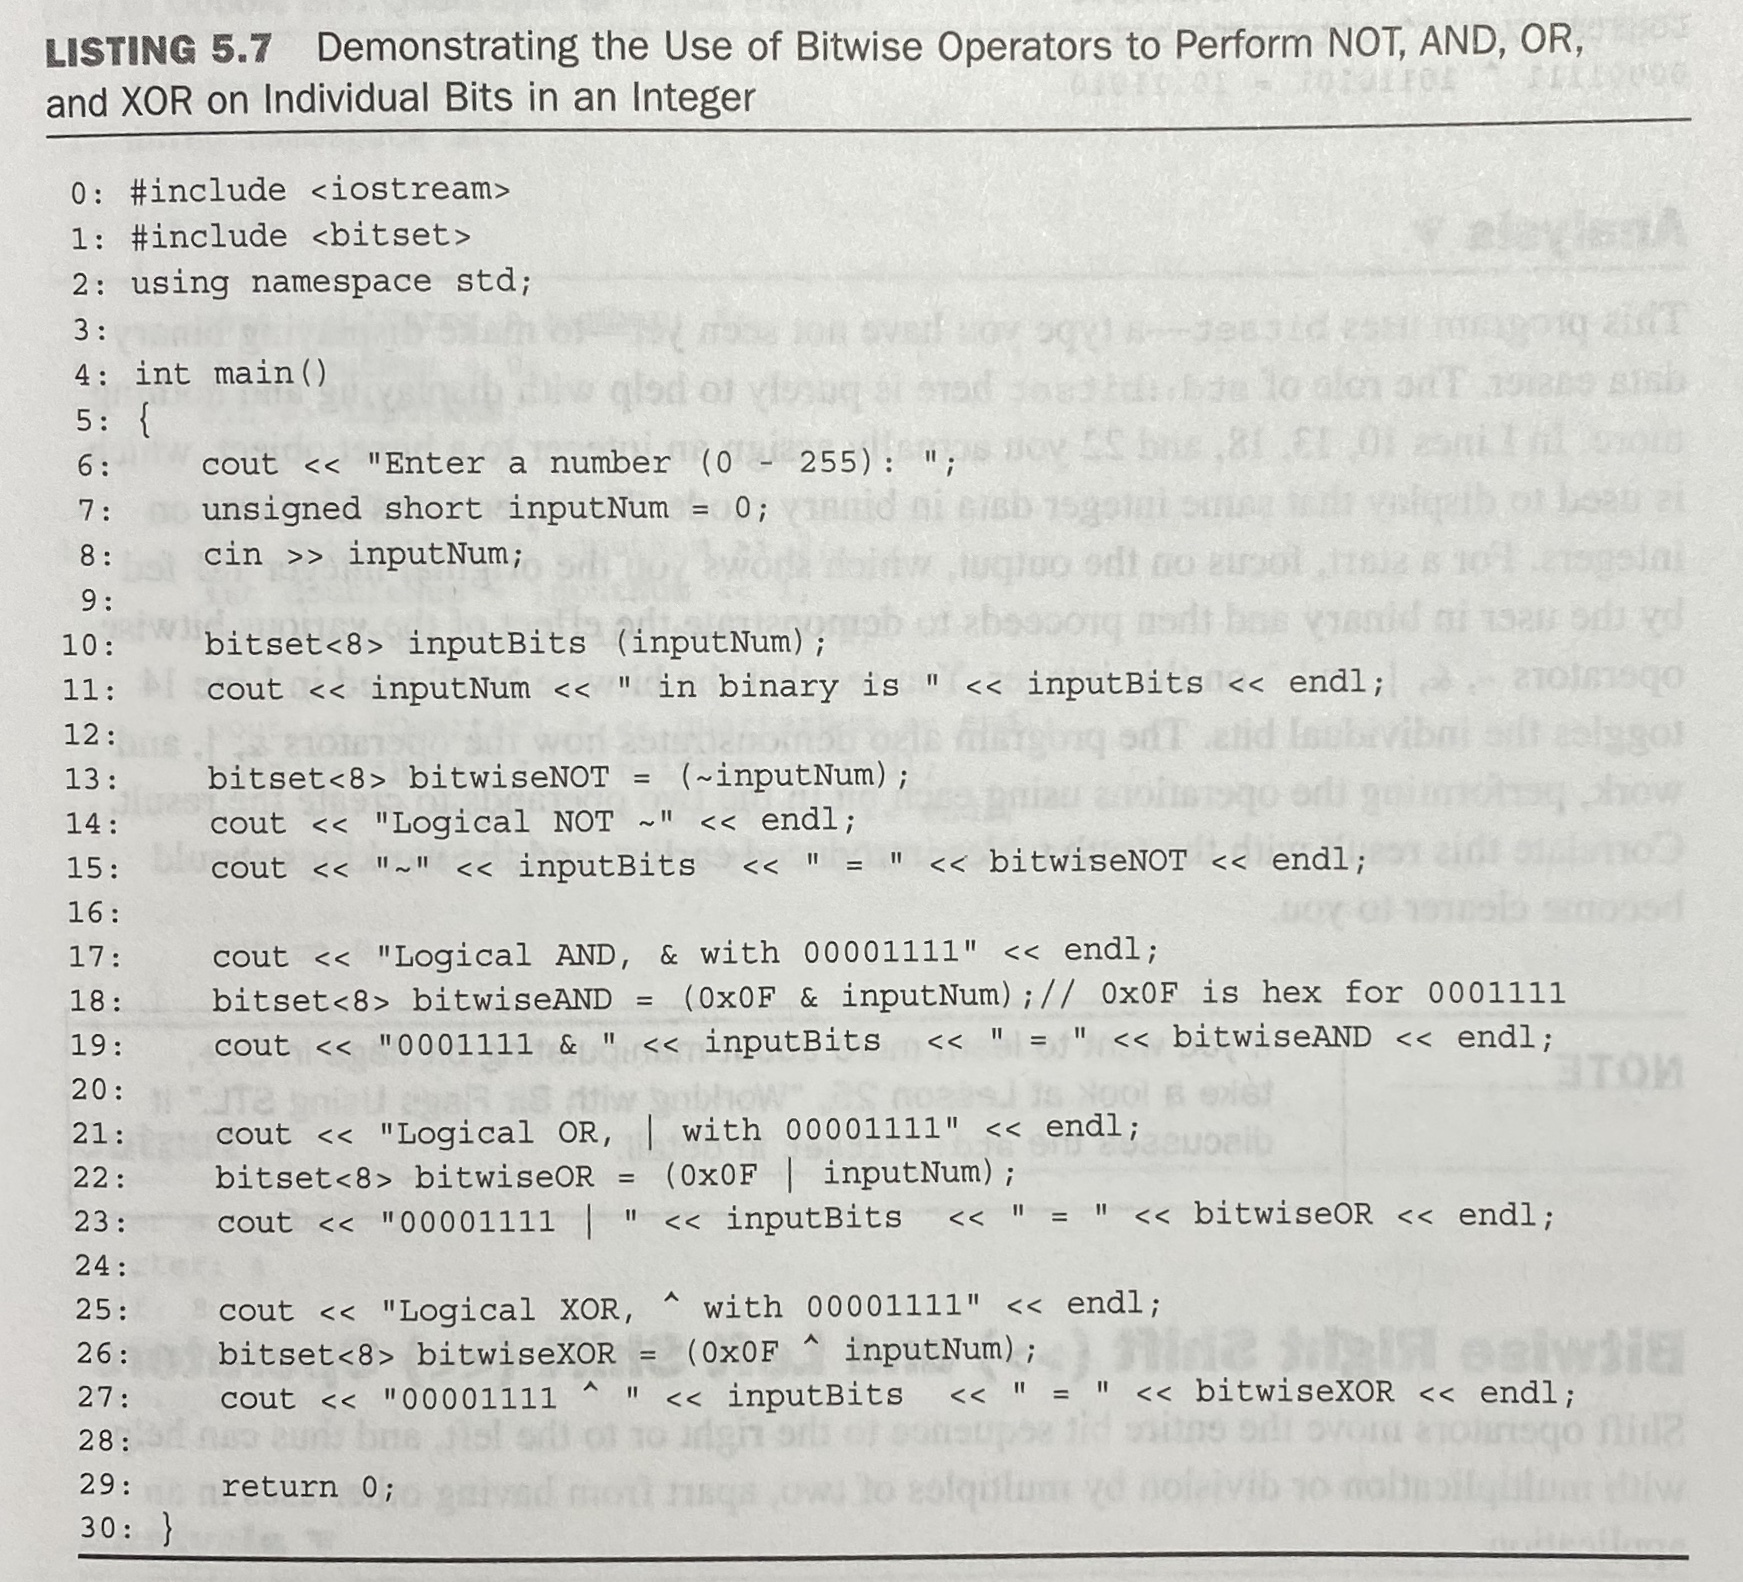 LISTING 5.7 Demonstrating the Use of Bitwise Operators to Perform NOT, AND, OR,
and XOR on Individual Bits in an Integer
0: #include <iostream>
1: #include <bitset>
2: using namespace std;
3:
4: int main()
5: {
6:    cout << "Enter a number (0 - 255): ";
7:    unsigned short inputNum = 0;
8:    cin >> inputNum;
9:
10:    bitset<8> inputBits (inputNum);
11:    cout << inputNum << " in binary is " << inputBits << endl;
12:
13:    bitset<8> bitwiseNOT = (~inputNum);
14:    cout << "Logical NOT ~" << endl;
15:    cout << "~" << inputBits << " = " << bitwiseNOT << endl;
16:
17:    cout << "Logical AND, & with 00001111" << endl;
18:    bitset<8> bitwiseAND = (0x0F & inputNum);// 0x0F is hex for 0001111
19:    cout << "0001111 & " << inputBits << " = " << bitwiseAND << endl;
20:
21:    cout << "Logical OR, | with 00001111" << endl;
22:    bitset<8> bitwiseOR = (0x0F | inputNum);
23:    cout << "00001111 | " << inputBits << " = " << bitwiseOR << endl;
24:
25:    cout << "Logical XOR, ^ with 00001111" << endl;
26:    bitset<8> bitwiseXOR = (0x0F ^ inputNum);
27:    cout << "00001111 ^ " << inputBits << " = " << bitwiseXOR << endl;
28:
29:    return 0;
30: }